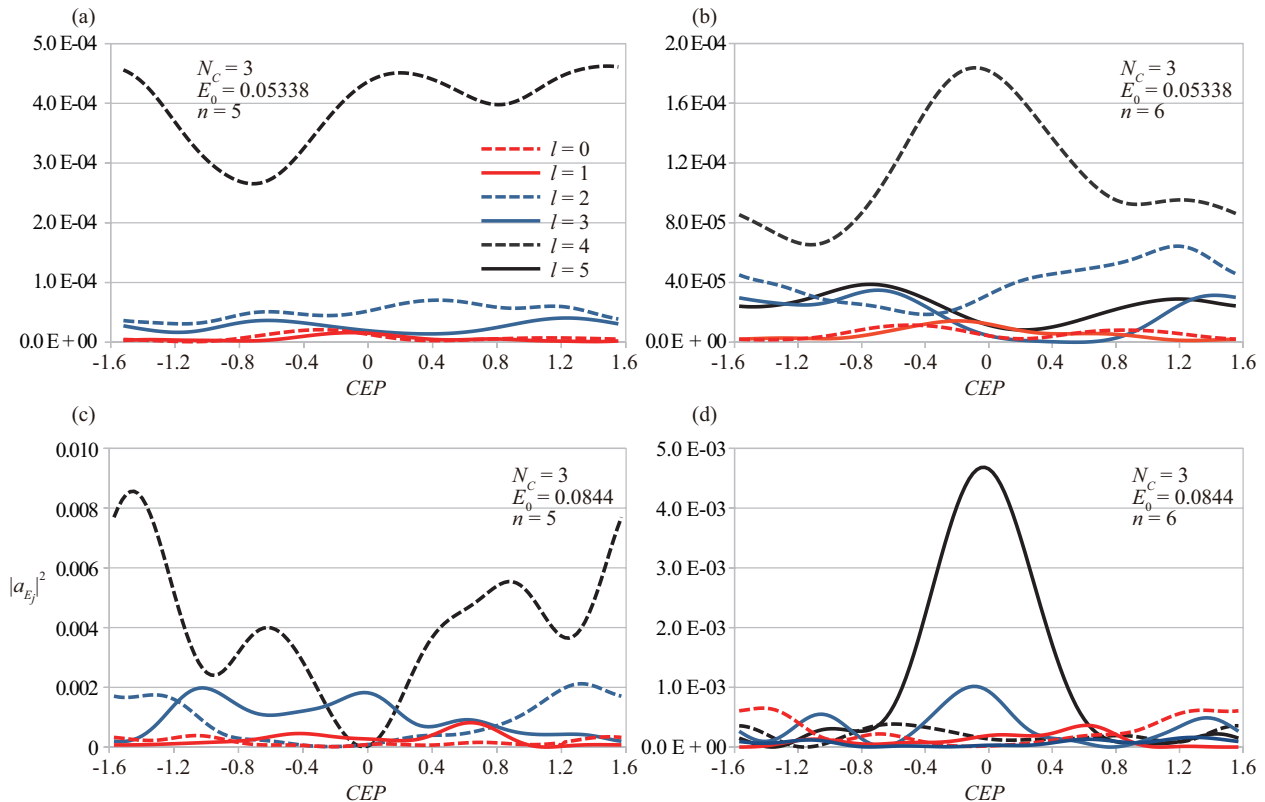 (a)
5.0 E-04
4.0 E-04
3.0 E-04
2.0 E-04
1.0 E-04
0.0 E + 00
-1.6 -1.2 -0.8 -0.4 0 0.4 0.8 1.2 1.6
CEP
N_C = 3
E_0 = 0.05338
n = 5
l = 0
l = 1
l = 2
l = 3
l = 4
l = 5
(b)
2.0 E-04
1.6 E-04
1.2 E-04
8.0 E-05
4.0 E-05
0.0 E + 00
-1.6 -1.2 -0.8 -0.4 0 0.4 0.8 1.2 1.6
CEP
N_C = 3
E_0 = 0.05338
n = 6
(c)
0.010
0.008
0.006
0.004
0.002
0
|a_{E_j}|^2
-1.6 -1.2 -0.8 -0.4 0 0.4 0.8 1.2 1.6
CEP
N_C = 3
E_0 = 0.0844
n = 5
(d)
5.0 E-03
4.0 E-03
3.0 E-03
2.0 E-03
1.0 E-03
0.0 E + 00
-1.6 -1.2 -0.8 -0.4 0 0.4 0.8 1.2 1.6
CEP
N_C = 3
E_0 = 0.0844
n = 6